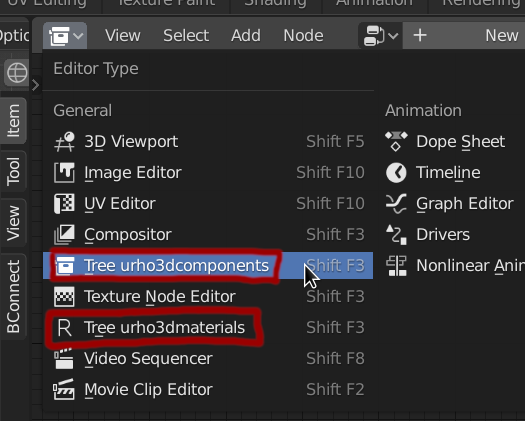 UV Editing Texture Paint Shading Animation Rendering
View Select Add Node + New
Editor Type
General
3D Viewport Shift F5
Image Editor Shift F10
UV Editor Shift F10
Compositor Shift F3
Tree urho3dcomponents Shift F3
Texture Node Editor Shift F3
Tree urho3dmaterials Shift F3
Video Sequencer Shift F8
Movie Clip Editor Shift F2
Animation
Dope Sheet
Timeline
Graph Editor
Drivers
Nonlinear Anim
Item
Tool
View
BConnect